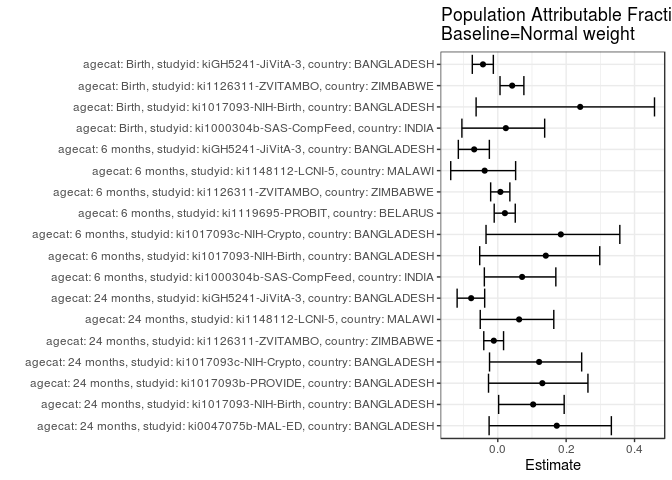 Population Attributable Fracti
Baseline=Normal weight
agecat: Birth, studyid: kiGH5241-JiVitA-3, country: BANGLADESH
agecat: Birth, studyid: ki1126311-ZVITAMBO, country: ZIMBABWE
agecat: Birth, studyid: ki1017093-NIH-Birth, country: BANGLADESH
agecat: Birth, studyid: ki1000304b-SAS-CompFeed, country: INDIA
agecat: 6 months, studyid: kiGH5241-JiVitA-3, country: BANGLADESH
agecat: 6 months, studyid: ki1148112-LCNI-5, country: MALAWI
agecat: 6 months, studyid: ki1126311-ZVITAMBO, country: ZIMBABWE
agecat: 6 months, studyid: ki1119695-PROBIT, country: BELARUS
agecat: 6 months, studyid: ki1017093c-NIH-Crypto, country: BANGLADESH
agecat: 6 months, studyid: ki1017093-NIH-Birth, country: BANGLADESH
agecat: 6 months, studyid: ki1000304b-SAS-CompFeed, country: INDIA
agecat: 24 months, studyid: kiGH5241-JiVitA-3, country: BANGLADESH
agecat: 24 months, studyid: ki1148112-LCNI-5, country: MALAWI
agecat: 24 months, studyid: ki1126311-ZVITAMBO, country: ZIMBABWE
agecat: 24 months, studyid: ki1017093c-NIH-Crypto, country: BANGLADESH
agecat: 24 months, studyid: ki1017093b-PROVIDE, country: BANGLADESH
agecat: 24 months, studyid: ki1017093-NIH-Birth, country: BANGLADESH
agecat: 24 months, studyid: ki0047075b-MAL-ED, country: BANGLADESH
0.0 0.2 0.4
Estimate